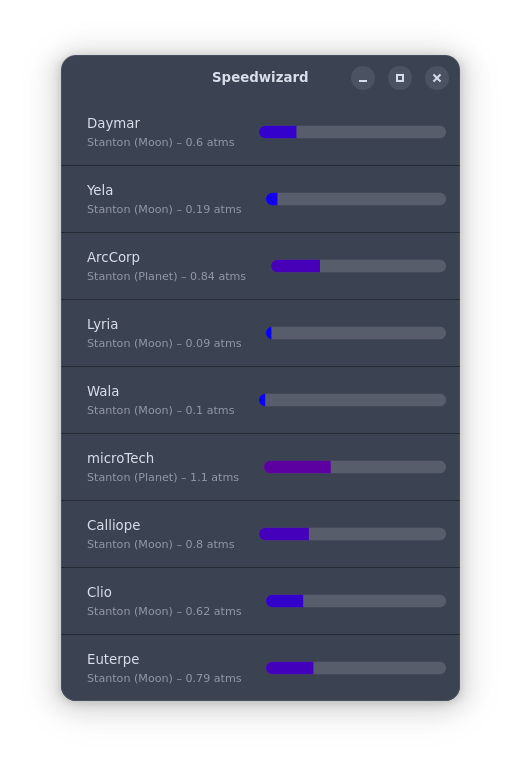 Speedwizard
Daymar
Stanton (Moon) – 0.6 atms
Yela
Stanton (Moon) – 0.19 atms
ArcCorp
Stanton (Planet) – 0.84 atms
Lyria
Stanton (Moon) – 0.09 atms
Wala
Stanton (Moon) – 0.1 atms
microTech
Stanton (Planet) – 1.1 atms
Calliope
Stanton (Moon) – 0.8 atms
Clio
Stanton (Moon) – 0.62 atms
Euterpe
Stanton (Moon) – 0.79 atms